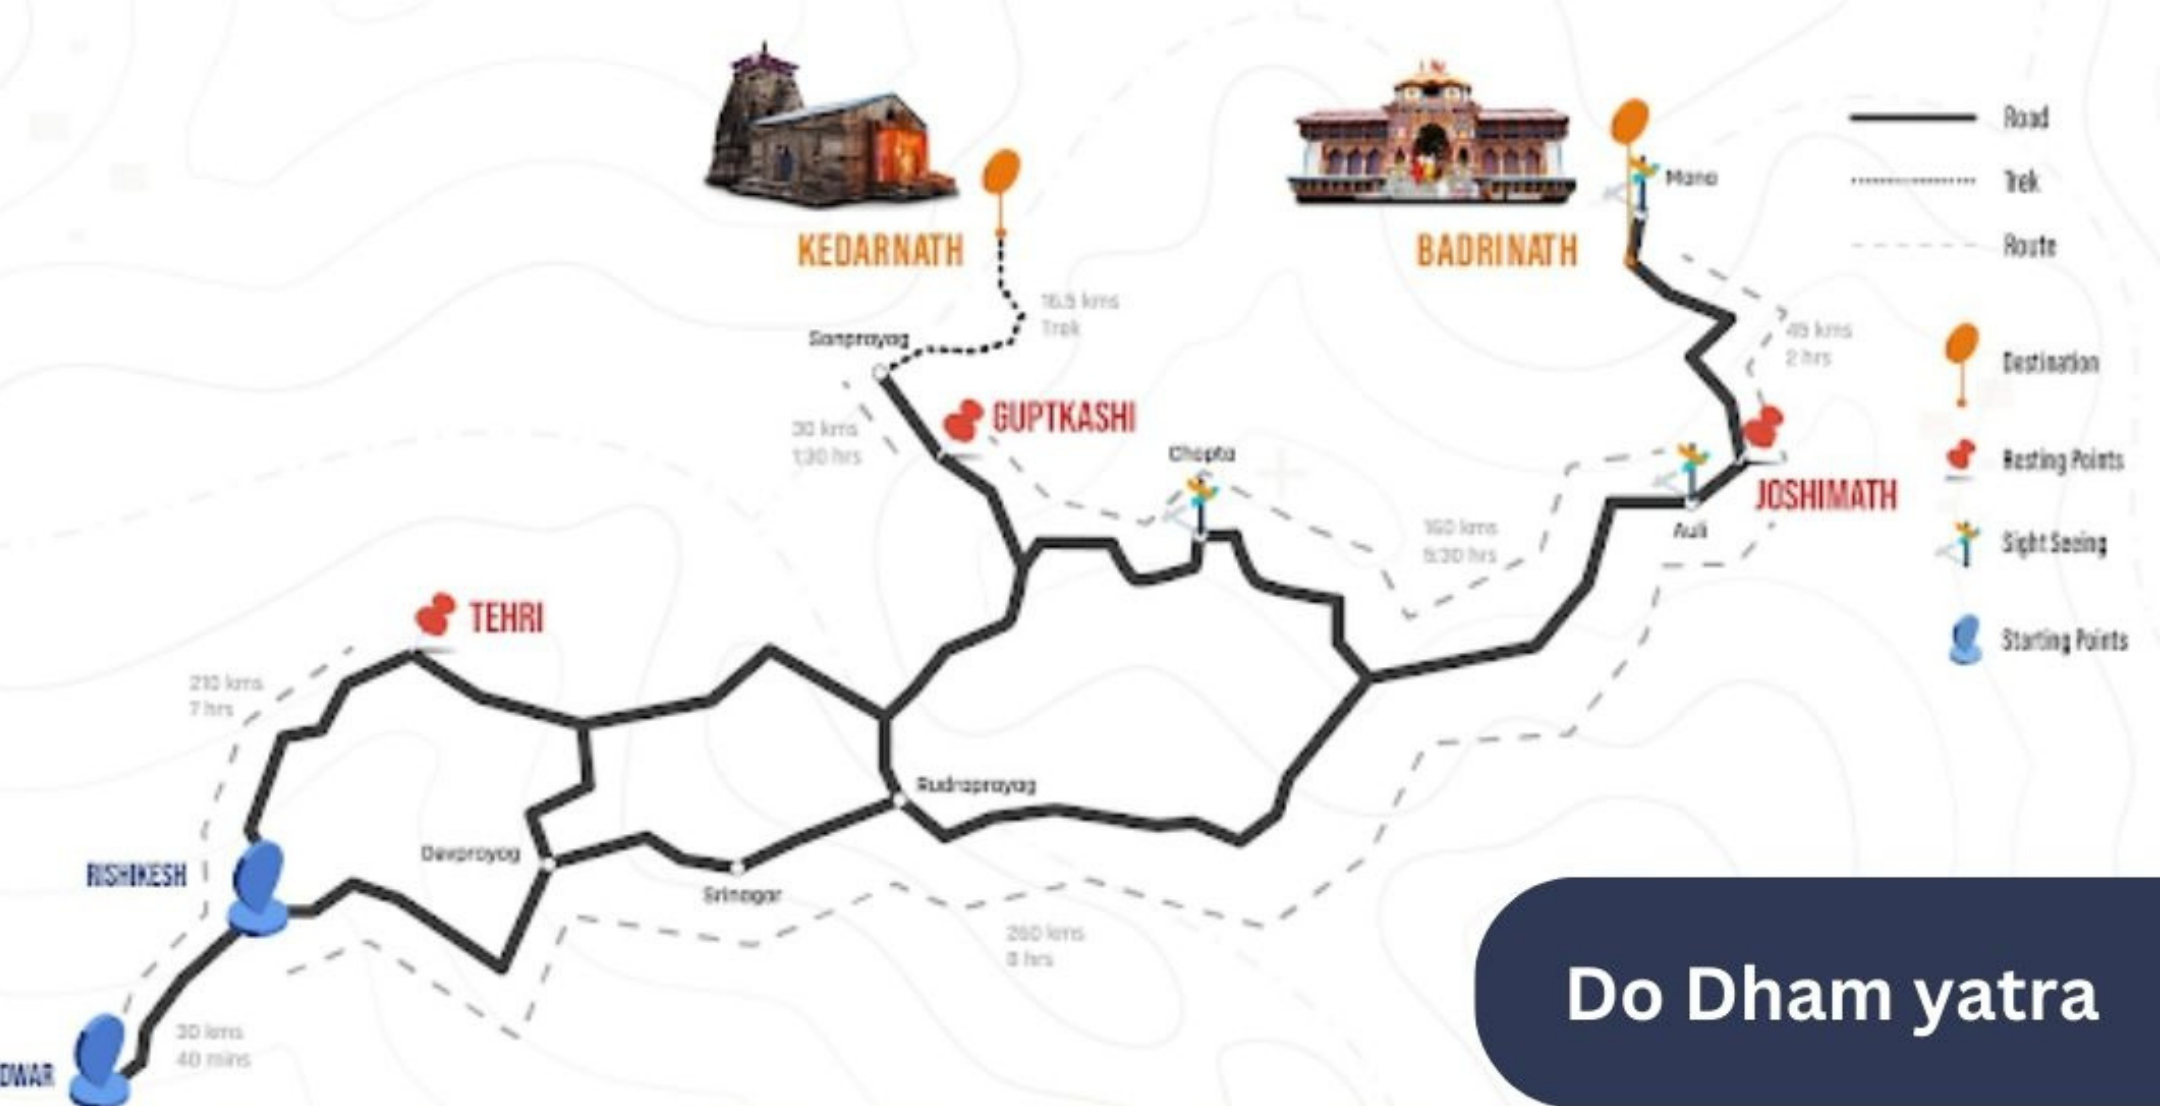 KEDARNATH
BADRINATH
Mana
Road
Trek
Route
16.5 kms
Trek
Sonprayag
49 kms
2 hrs
Destination
GUPTKASHI
30 kms
1:30 hrs
Chopta
Resting Points
JOSHIMATH
Auli
160 kms
5:30 hrs
Sight Seeing
TEHRI
Starting Points
210 kms
7 hrs
Rudraprayag
Devprayag
RISHIKESH
Srinagar
260 kms
8 hrs
Do Dham yatra
30 kms
40 mins
DWAR